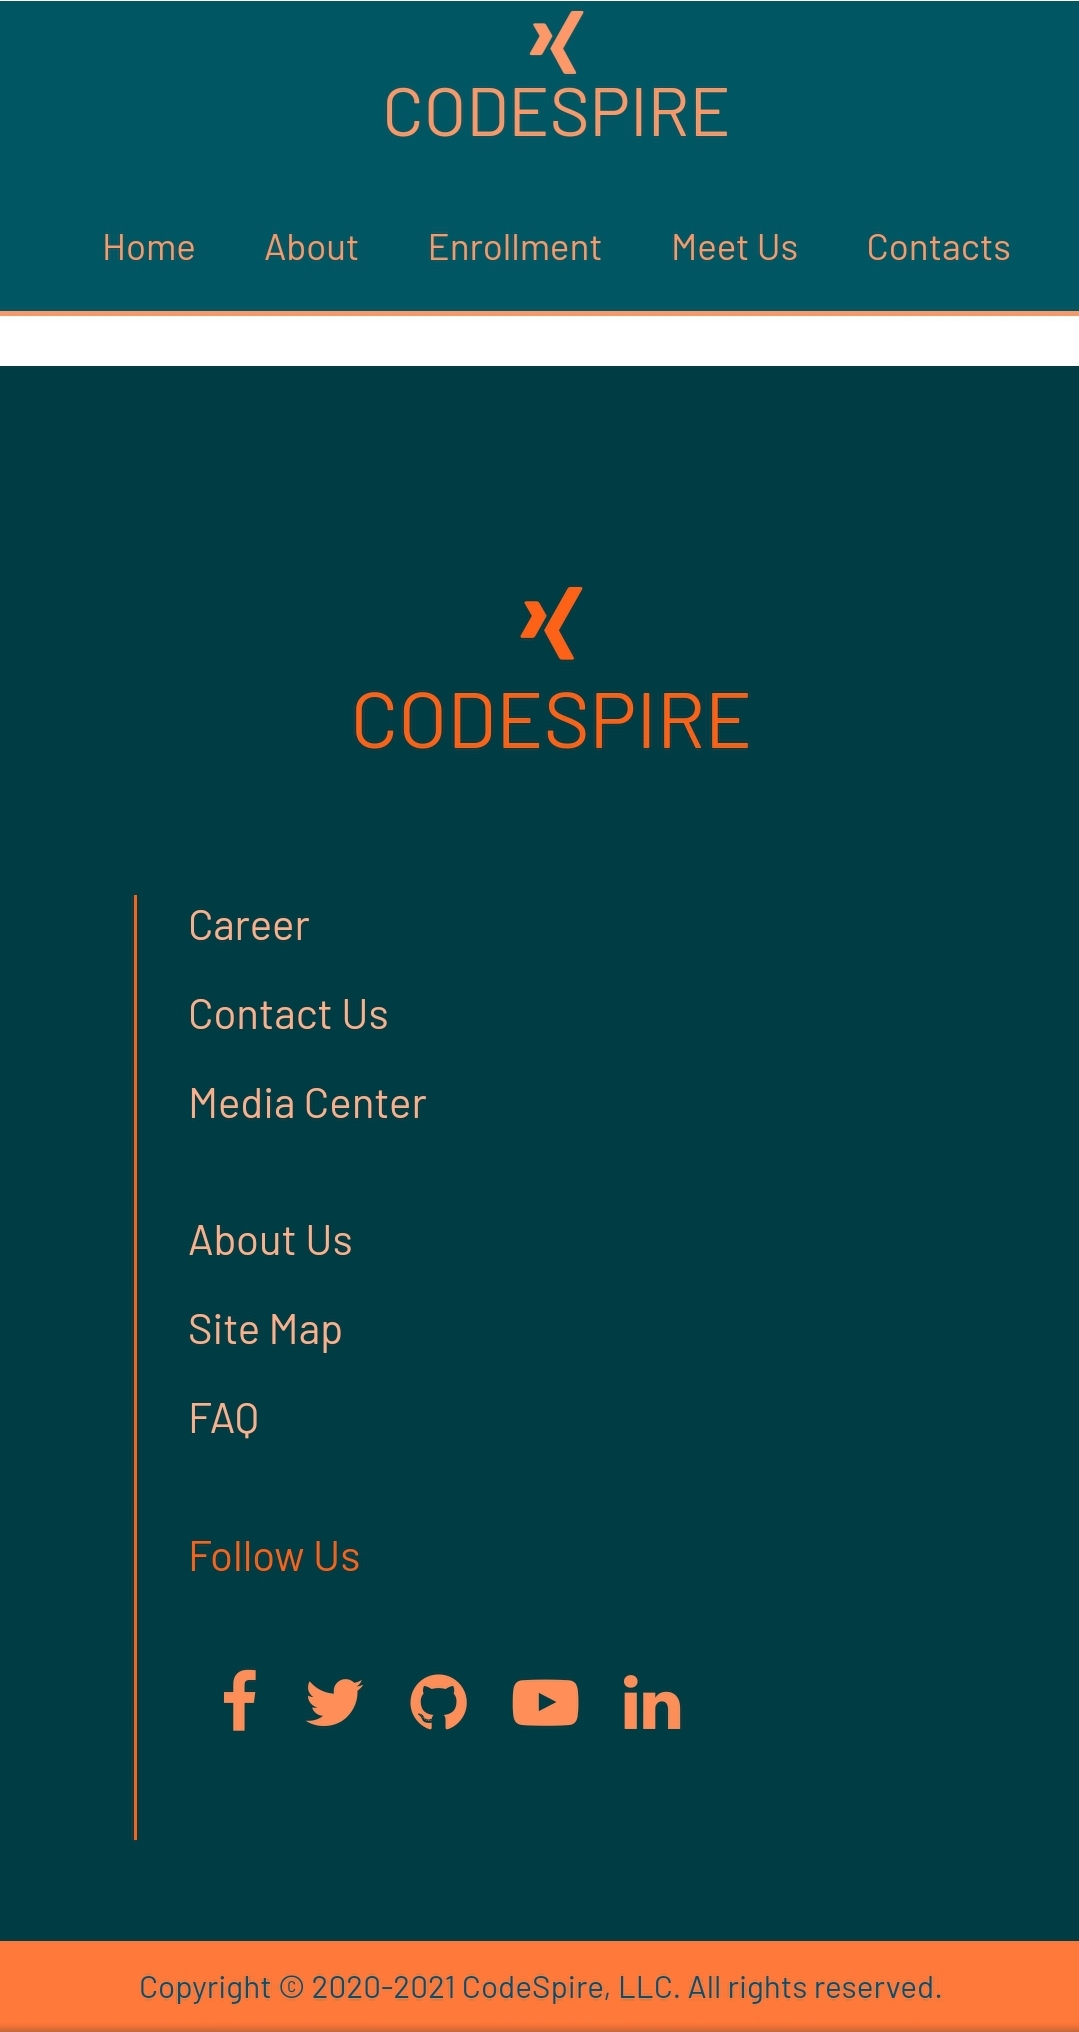 CODESPIRE
Home About Enrollment Meet Us Contacts
CODESPIRE
Career
Contact Us
Media Center
About Us
Site Map
FAQ
Follow Us
Copyright © 2020-2021 CodeSpire, LLC. All rights reserved.